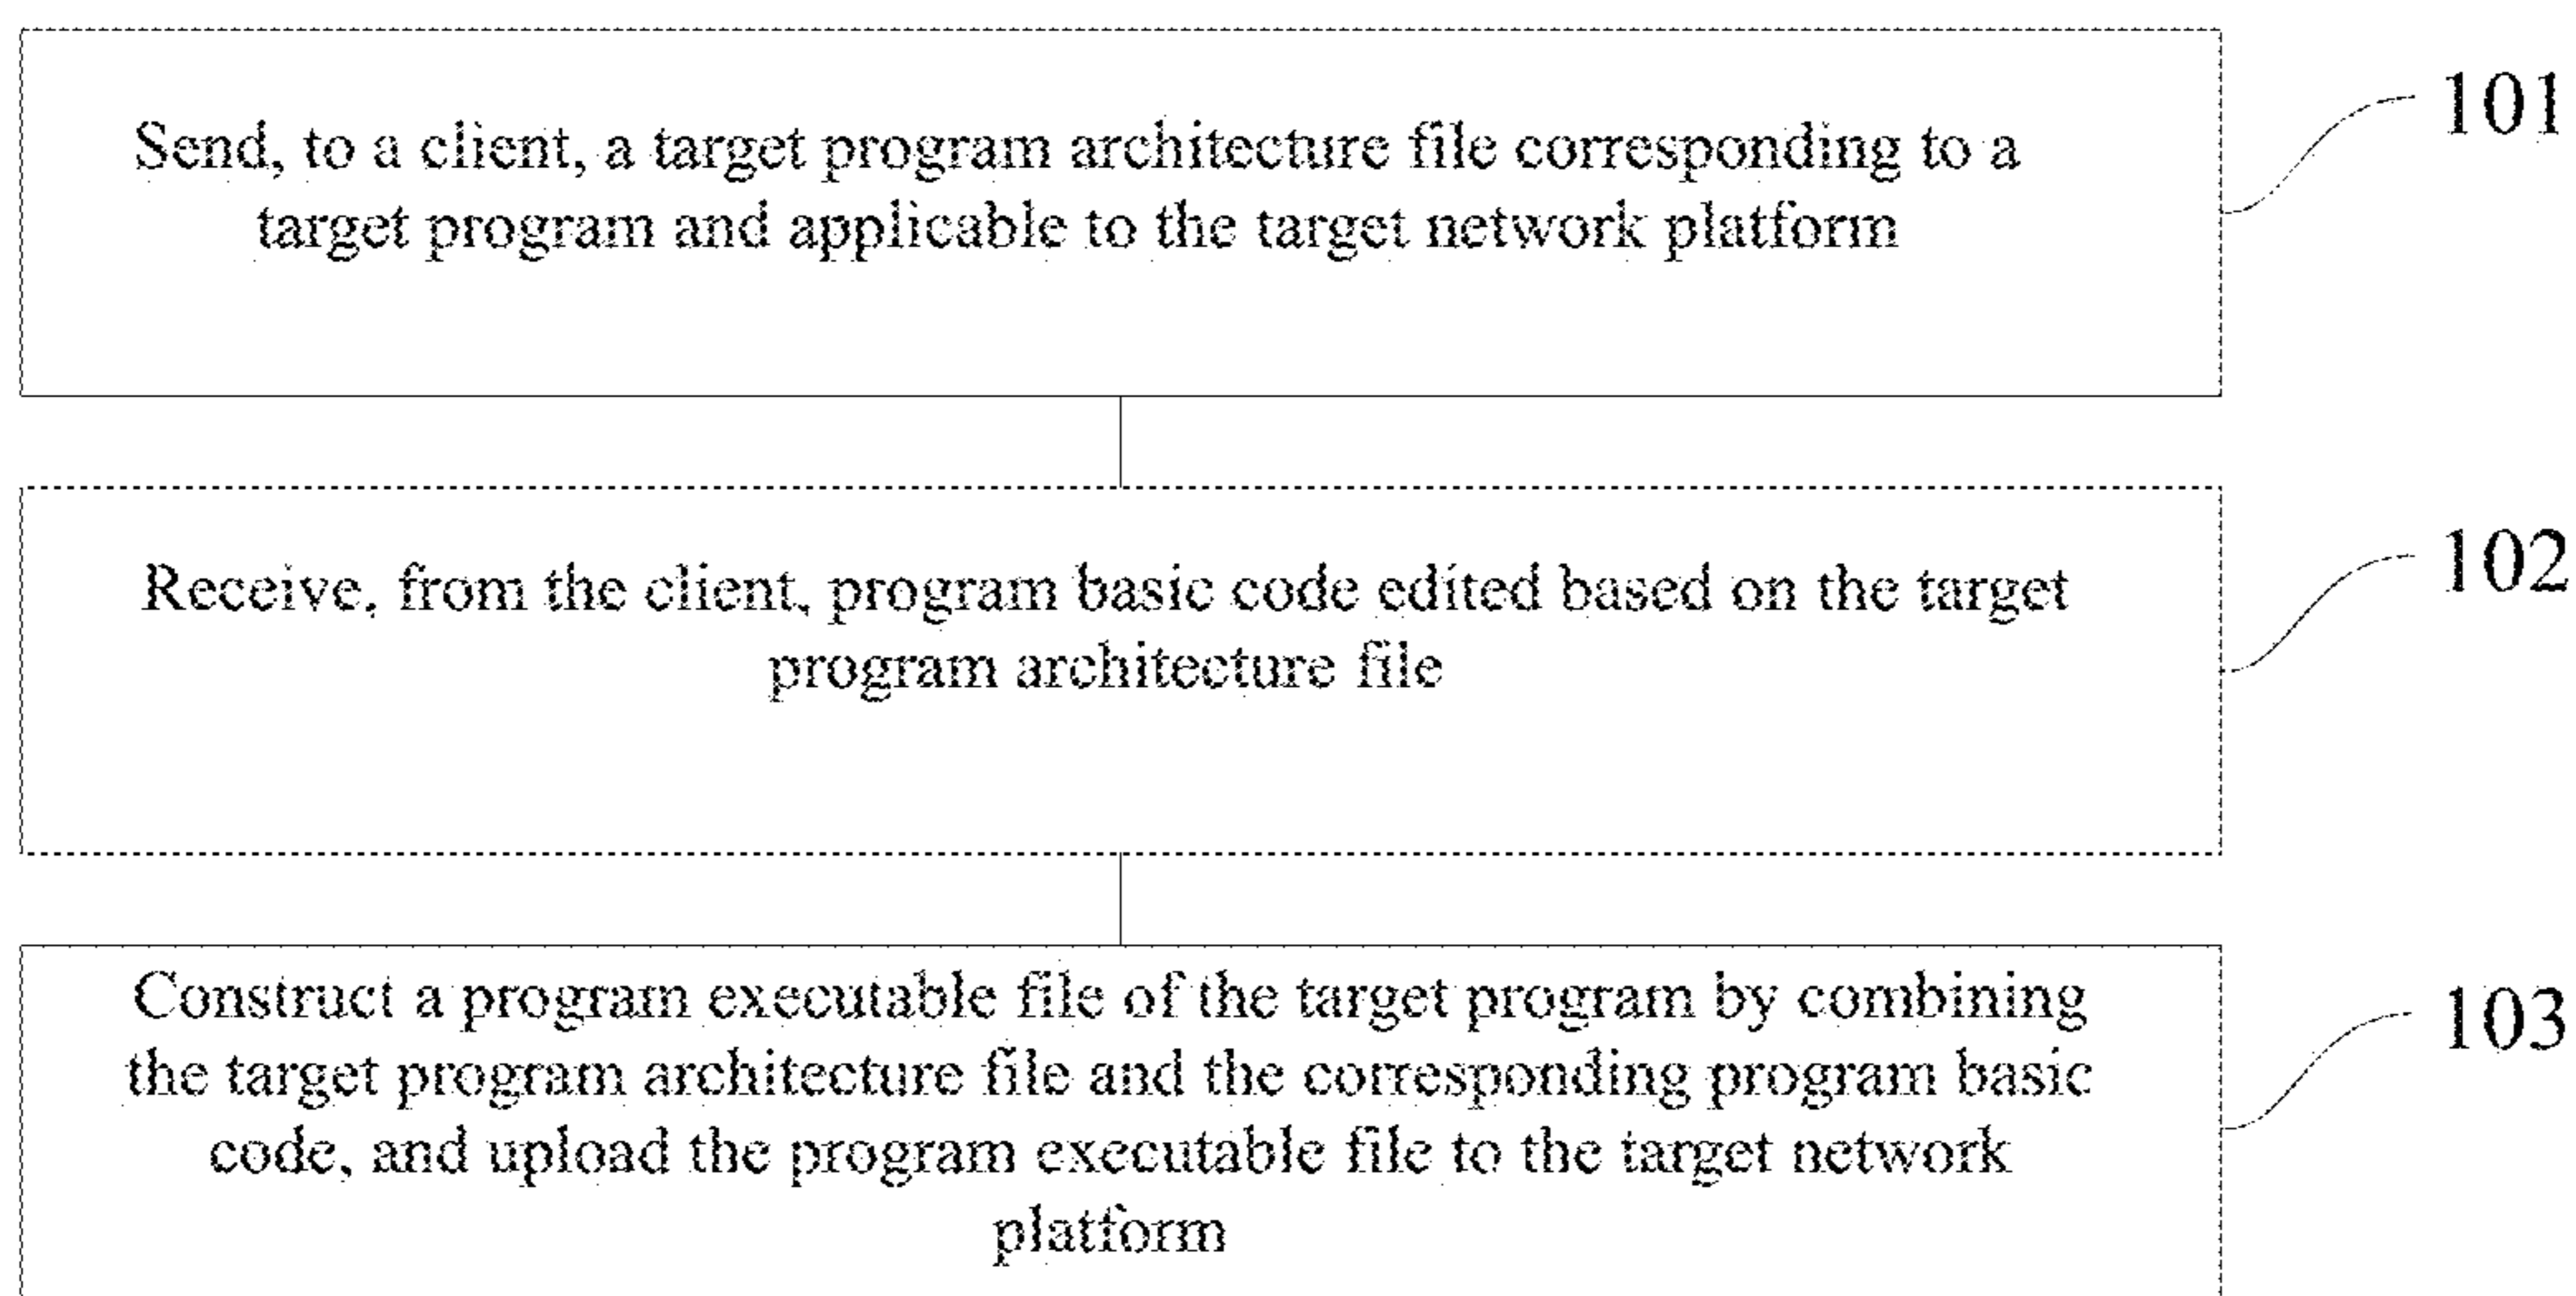 Send, to a client, a target program architecture file corresponding to a
target program and applicable to the target network platform
101
Receive, from the client, program basic code edited based on the target
program architecture file
102
Construct a program executable file of the target program by combining
the target program architecture file and the corresponding program basic
code, and upload the program executable file to the target network
platform
103